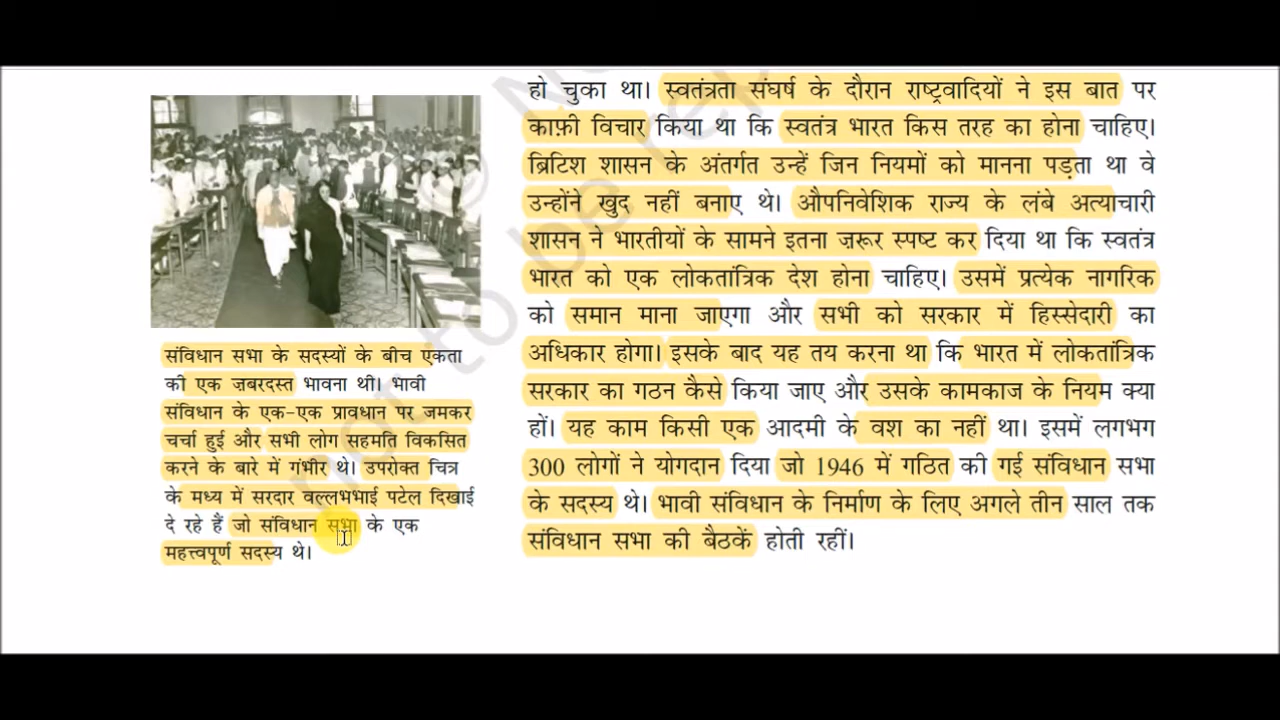 संविधान सभा के सदस्यों के बीच एकता
की एक ज़बरदस्त भावना थी। भावी
संविधान के एक-एक प्रावधान पर जमकर
चर्चा हुई और सभी लोग सहमति विकसित
करने के बारे में गंभीर थे। उपरोक्त चित्र
के मध्य में सरदार वल्लभभाई पटेल दिखाई
दे रहे हैं जो संविधान सभा के एक
महत्त्वपूर्ण सदस्य थे।
हो चुका था। स्वतंत्रता संघर्ष के दौरान राष्ट्रवादियों ने इस बात पर
काफ़ी विचार किया था कि स्वतंत्र भारत किस तरह का होना चाहिए।
ब्रिटिश शासन के अंतर्गत उन्हें जिन नियमों को मानना पड़ता था वे
उन्होंने खुद नहीं बनाए थे। औपनिवेशिक राज्य के लंबे अत्याचारी
शासन ने भारतीयों के सामने इतना ज़रूर स्पष्ट कर दिया था कि स्वतंत्र
भारत को एक लोकतांत्रिक देश होना चाहिए। उसमें प्रत्येक नागरिक
को समान माना जाएगा और सभी को सरकार में हिस्सेदारी का
अधिकार होगा। इसके बाद यह तय करना था कि भारत में लोकतांत्रिक
सरकार का गठन कैसे किया जाए और उसके कामकाज के नियम क्या
हों। यह काम किसी एक आदमी के वश का नहीं था। इसमें लगभग
300 लोगों ने योगदान दिया जो 1946 में गठित की गई संविधान सभा
के सदस्य थे। भावी संविधान के निर्माण के लिए अगले तीन साल तक
संविधान सभा की बैठकें होती रहीं।
not to be rep